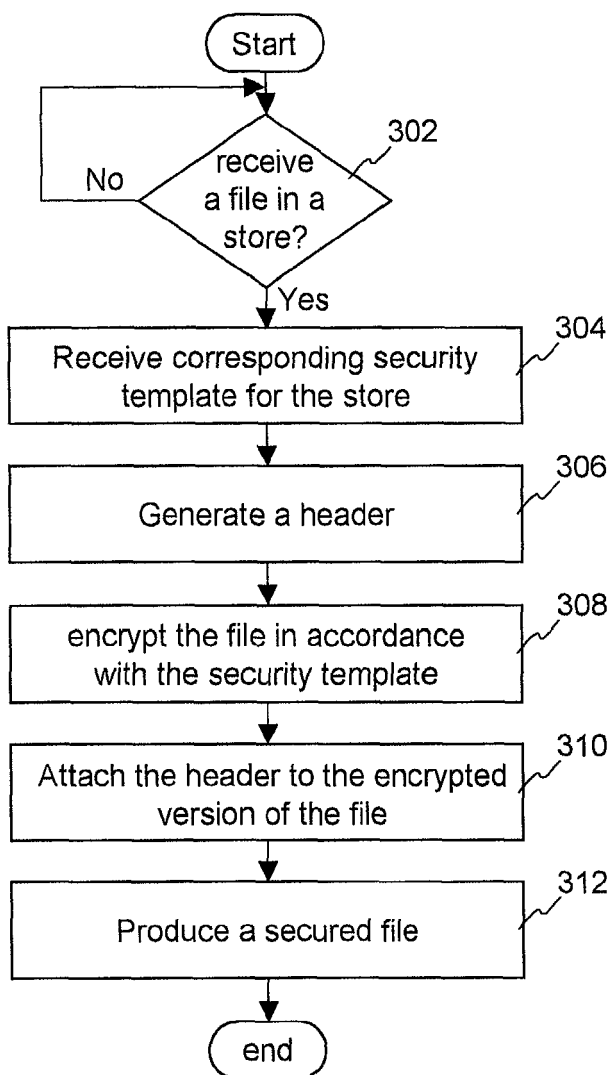 Start
302
receive
a file in a
store?
No
Yes
304
Receive corresponding security
template for the store
306
Generate a header
308
encrypt the file in accordance
with the security template
310
Attach the header to the encrypted
version of the file
312
Produce a secured file
end